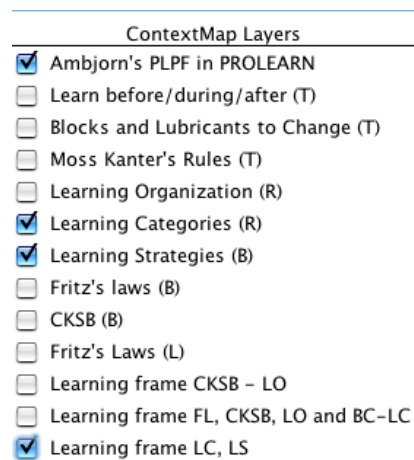 ContextMap Layers
Ambjorn's PLPF in PROLEARN
Learn before/during/after (T)
Blocks and Lubricants to Change (T)
Moss Kanter's Rules (T)
Learning Organization (R)
Learning Categories (R)
Learning Strategies (B)
Fritz's laws (B)
CKSB (B)
Fritz's Laws (L)
Learning frame CKSB - LO
Learning frame FL, CKSB, LO and BC-LC
Learning frame LC, LS